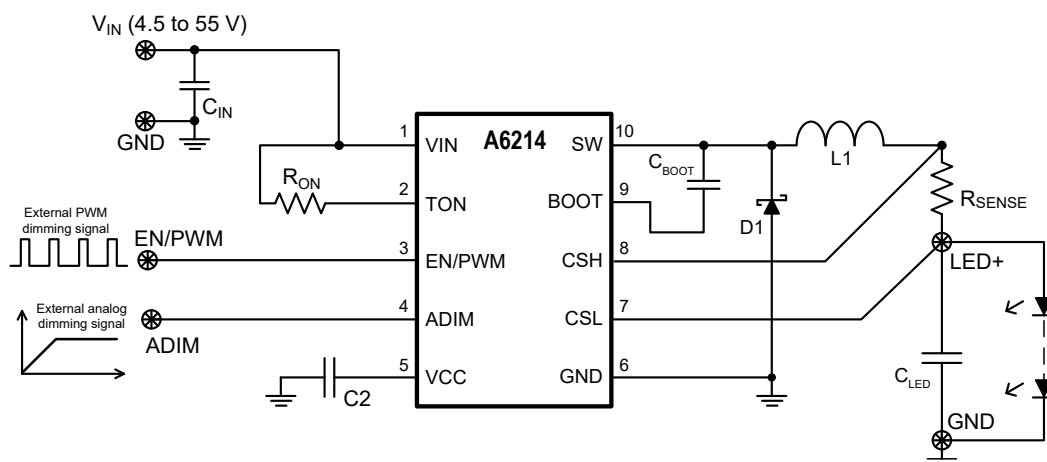 VIN (4.5 to 55 V)
CIN
GND
A6214
1
VIN
RON
2
TON
External PWM
dimming signal
EN/PWM
3
EN/PWM
External analog
dimming signal
ADIM
4
ADIM
5
VCC
C2
SW
10
CBOOT
BOOT
9
D1
L1
RSENSE
CSH
8
LED+
CSL
7
GND
6
CLED
GND